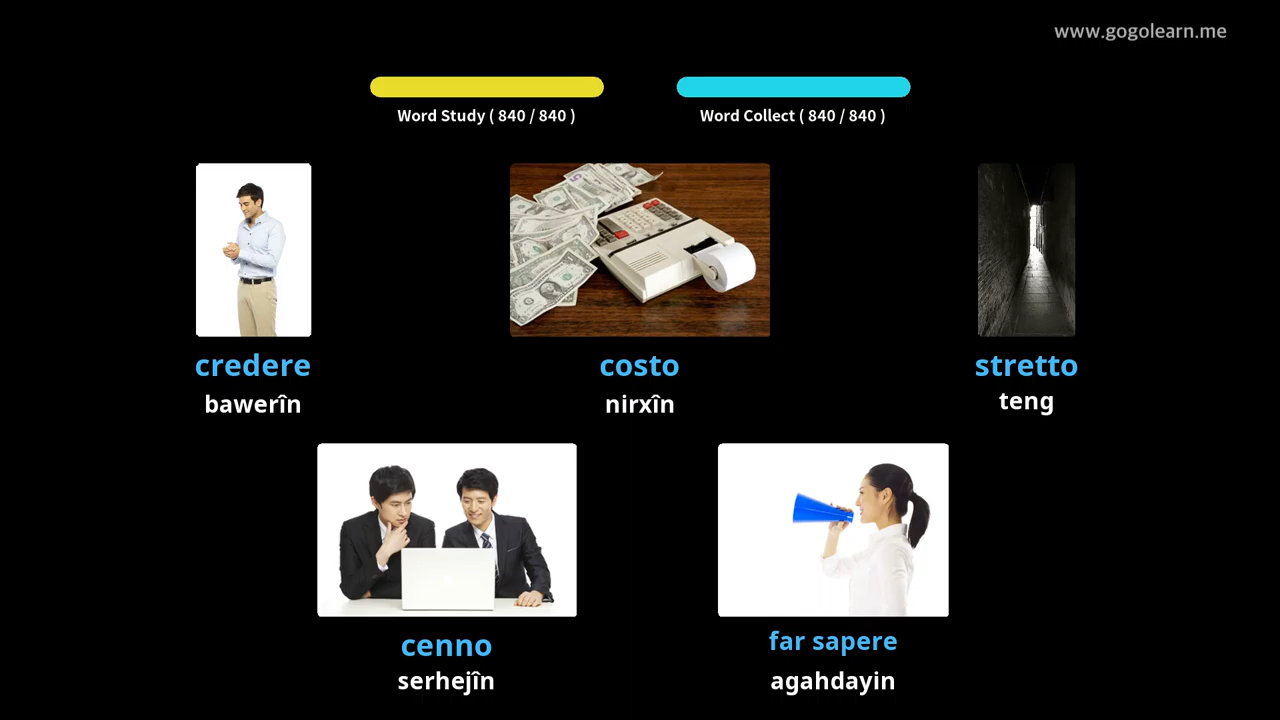 www.gogolearn.me
Word Study ( 840 / 840 )
Word Collect ( 840 / 840 )
credere
bawerîn
costo
nirxîn
stretto
teng
cenno
serhejîn
far sapere
agahdayin